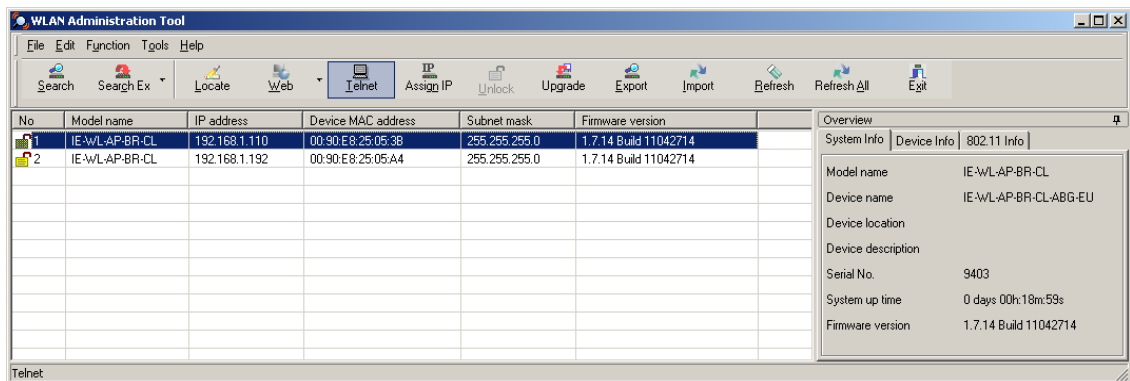 WLAN Administration Tool
File Edit Function Tools Help
Search Search Ex Locate Web Telnet Assign IP Unlock Upgrade Export Import Refresh Refresh All Exit
IP
No Model name IP address Device MAC address Subnet mask Firmware version
1 IE-WL-AP-BR-CL 192.168.1.110 00:90:E8:25:05:3B 255.255.255.0 1.7.14 Build 11042714
2 IE-WL-AP-BR-CL 192.168.1.192 00:90:E8:25:05:A4 255.255.255.0 1.7.14 Build 11042714
Overview
System Info Device Info 802.11 Info
Model name IE-WL-AP-BR-CL
Device name IE-WL-AP-BR-CL-ABG-EU
Device location
Device description
Serial No. 9403
System up time 0 days 00h:18m:59s
Firmware version 1.7.14 Build 11042714
Telnet